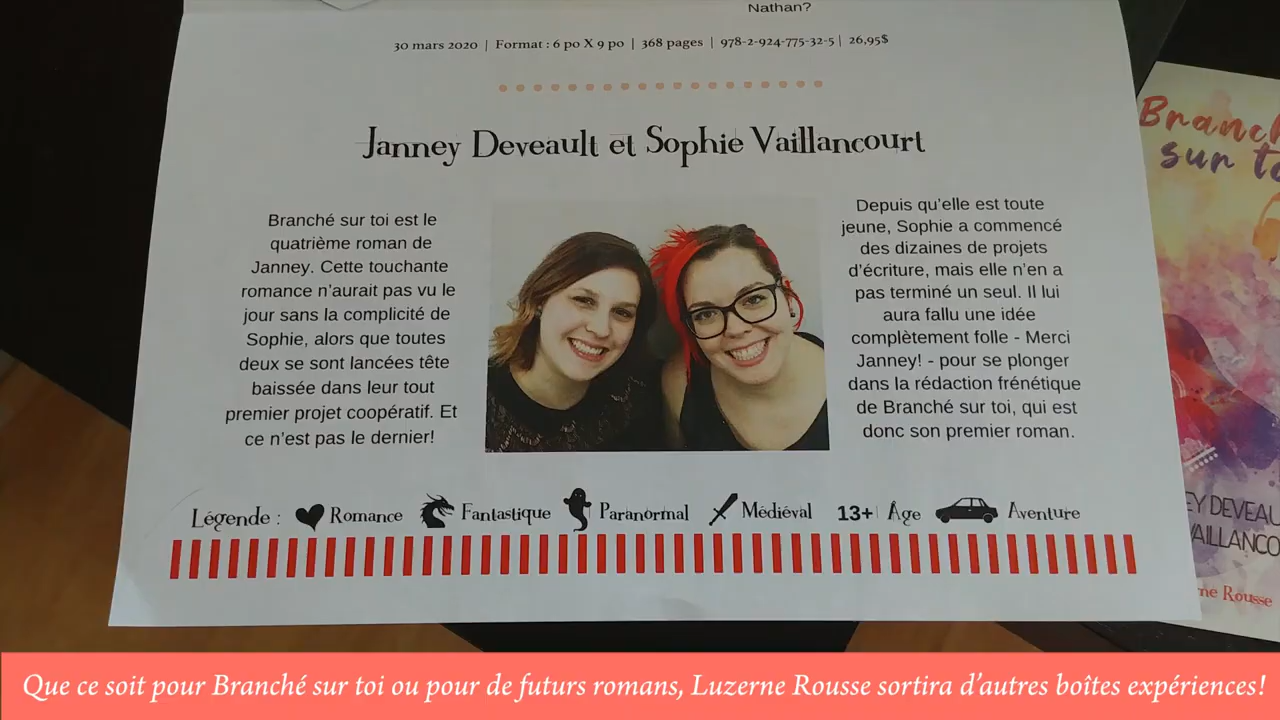 Nathan?
30 mars 2020 | Format : 6 po X 9 po | 368 pages | 978-2-924-775-32-5 | 26,95$
Janney Deveault et Sophie Vaillancourt
Branché sur toi est le
quatrième roman de
Janney. Cette touchante
romance n'aurait pas vu le
jour sans la complicité de
Sophie, alors que toutes
deux se sont lancées tête
baissée dans leur tout
premier projet coopératif. Et
ce n'est pas le dernier!
Depuis qu'elle est toute
jeune, Sophie a commencé
des dizaines de projets
d'écriture, mais elle n'en a
pas terminé un seul. Il lui
aura fallu une idée
complètement folle - Merci
Janney! - pour se plonger
dans la rédaction frénétique
de Branché sur toi, qui est
donc son premier roman.
Légende : Romance Fantastique Paranormal Médiéval 13+ Âge Aventure
Branch
sur to
EY DEVEAU
VAILLANCO
ne Rousse
Que ce soit pour Branché sur toi ou pour de futurs romans, Luzerne Rousse sortira d'autres boîtes expériences!